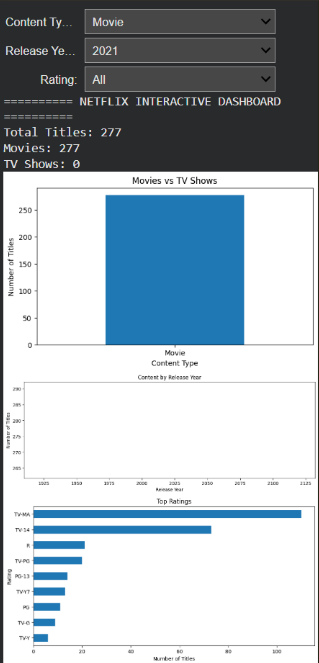 Content Ty... Movie
Release Ye... 2021
Rating: All
========== NETFLIX INTERACTIVE DASHBOARD
==========
Total Titles: 277
Movies: 277
TV Shows: 0
Movies vs TV Shows
Number of Titles
250
200
150
100
50
0
Movie
Content Type
Content by Release Year
Number of Titles
290
285
280
275
270
265
1925 1950 1975 2000 2025 2050 2075 2100 2125
Release Year
Top Ratings
Rating
TV-MA
TV-14
R
TV-PG
PG-13
TV-Y7
PG
TV-G
TV-Y
0 20 40 60 80 100
Number of Titles